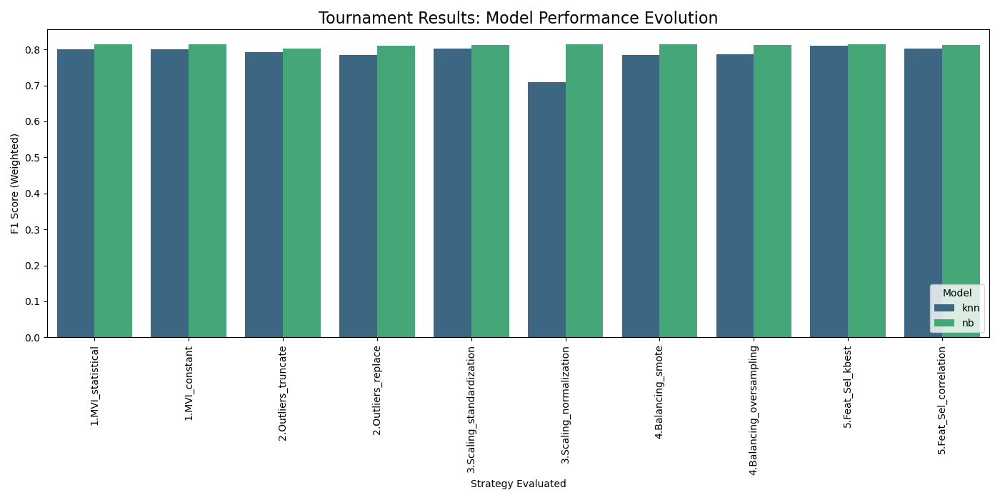 Tournament Results: Model Performance Evolution
F1 Score (Weighted)
0.8
0.7
0.6
0.5
0.4
0.3
0.2
0.1
0.0
Model
knn
nb
1.MVI_statistical
1.MVI_constant
2.Outliers_truncate
2.Outliers_replace
3.Scaling_standardization
3.Scaling_normalization
4.Balancing_smote
4.Balancing_oversampling
5.Feat_Sel_kbest
5.Feat_Sel_correlation
Strategy Evaluated